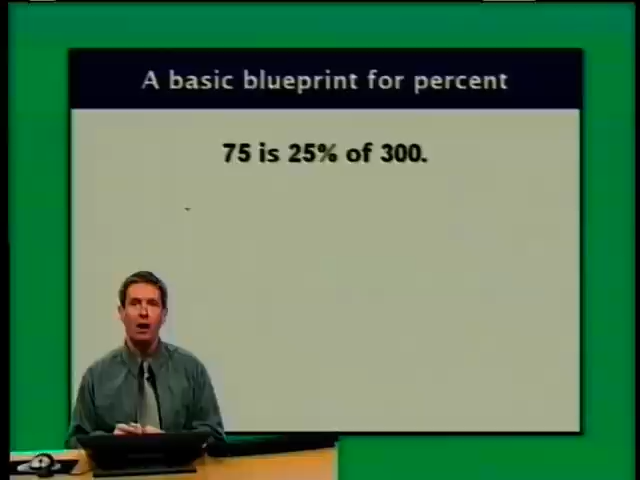 A basic blueprint for percent
75 is 25% of 300.